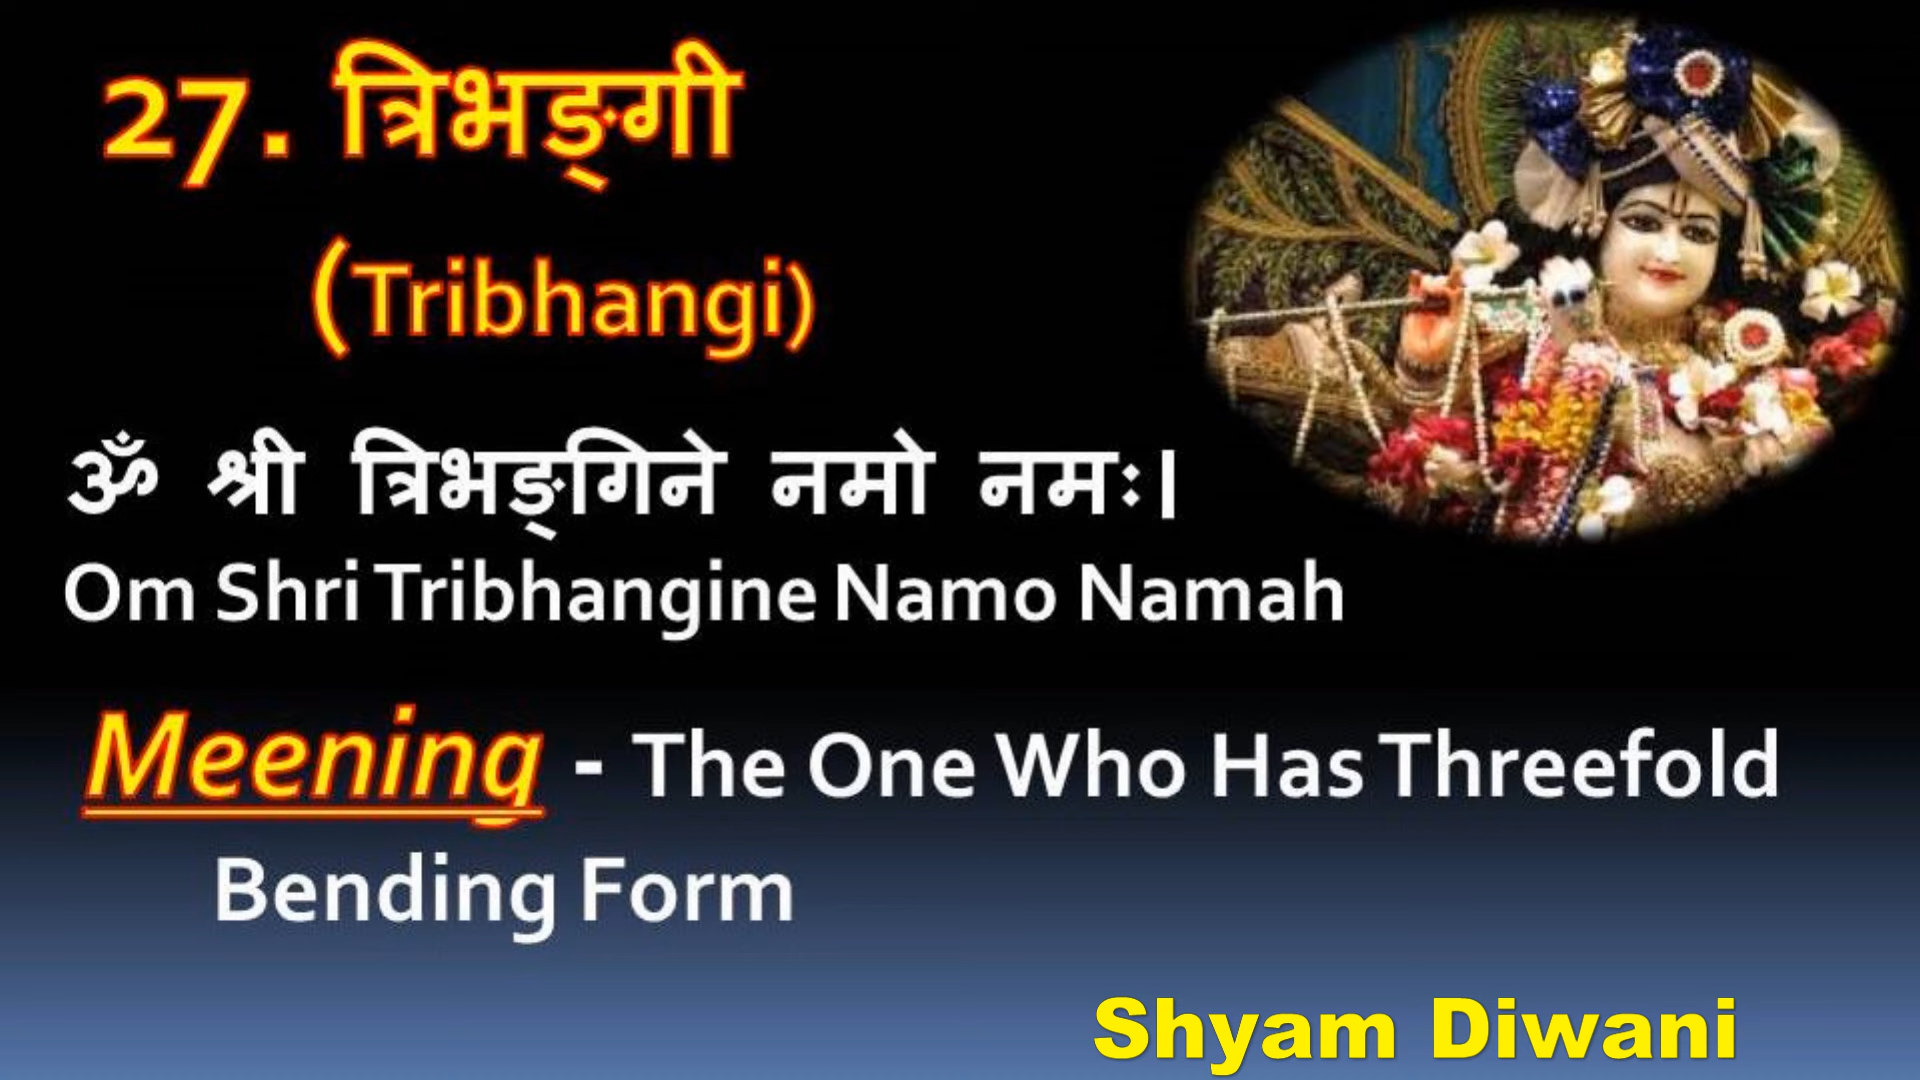 27. त्रिभङ्गी
(Tribhangi)
ॐ श्री त्रिभङ्गिने नमो नमः।
Om Shri Tribhangine Namo Namah
Meening - The One Who Has Threefold
Bending Form
Shyam Diwani